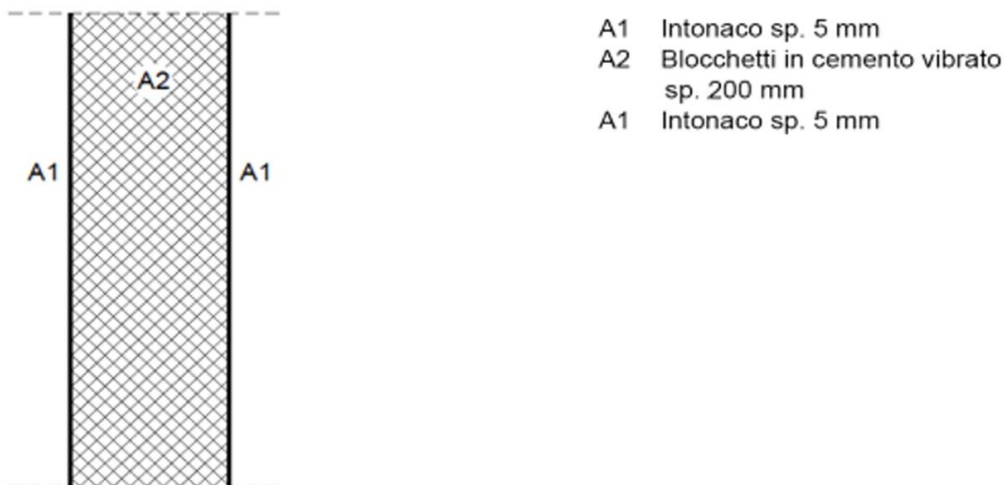 A2
A1
A1
A1 Intonaco sp. 5 mm
A2 Blocchetti in cemento vibrato
sp. 200 mm
A1 Intonaco sp. 5 mm